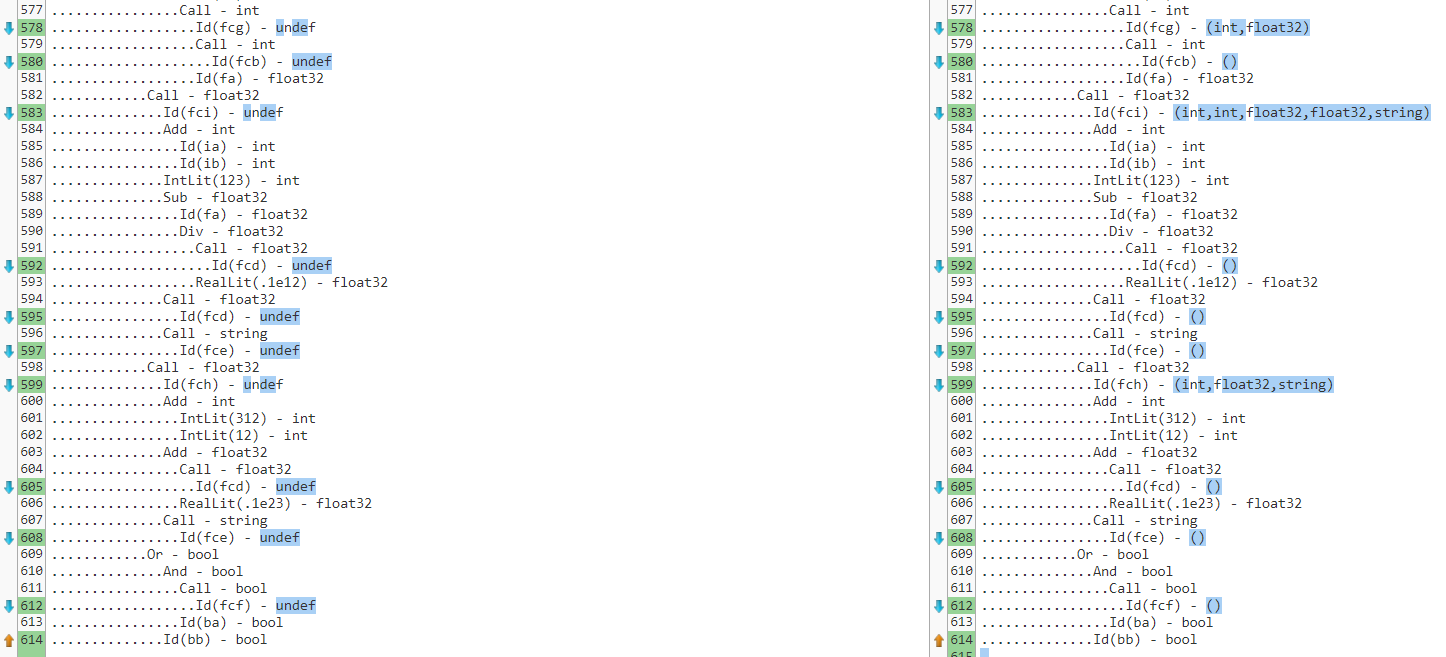 577 ................Call - int
578 ..................Id(fcg) - undef
579 ..................Call - int
580 ....................Id(fcb) - undef
581 ..................Id(fa) - float32
582 ............Call - float32
583 ..............Id(fci) - undef
584 ..............Add - int
585 ................Id(ia) - int
586 ................Id(ib) - int
587 ..............IntLit(123) - int
588 ..............Sub - float32
589 ................Id(fa) - float32
590 ................Div - float32
591 ..................Call - float32
592 ....................Id(fcd) - undef
593 ..................RealLit(.1e12) - float32
594 ..............Call - float32
595 ................Id(fcd) - undef
596 ..............Call - string
597 ................Id(fce) - undef
598 ............Call - float32
599 ..............Id(fch) - undef
600 ..............Add - int
601 ................IntLit(312) - int
602 ................IntLit(12) - int
603 ..............Add - float32
604 ................Call - float32
605 ..................Id(fcd) - undef
606 ................RealLit(.1e23) - float32
607 ..............Call - string
608 ................Id(fce) - undef
609 ............Or - bool
610 ..............And - bool
611 ................Call - bool
612 ..................Id(fcf) - undef
613 ................Id(ba) - bool
614 ..............Id(bb) - bool
577 ................Call - int
578 ..................Id(fcg) - (int,float32)
579 ..................Call - int
580 ....................Id(fcb) - ()
581 ..................Id(fa) - float32
582 ............Call - float32
583 ..............Id(fci) - (int,int,float32,float32,string)
584 ..............Add - int
585 ................Id(ia) - int
586 ................Id(ib) - int
587 ..............IntLit(123) - int
588 ..............Sub - float32
589 ................Id(fa) - float32
590 ................Div - float32
591 ..................Call - float32
592 ....................Id(fcd) - ()
593 ..................RealLit(.1e12) - float32
594 ..............Call - float32
595 ................Id(fcd) - ()
596 ..............Call - string
597 ................Id(fce) - ()
598 ............Call - float32
599 ..............Id(fch) - (int,float32,string)
600 ..............Add - int
601 ................IntLit(312) - int
602 ................IntLit(12) - int
603 ..............Add - float32
604 ................Call - float32
605 ..................Id(fcd) - ()
606 ................RealLit(.1e23) - float32
607 ..............Call - string
608 ................Id(fce) - ()
609 ............Or - bool
610 ..............And - bool
611 ................Call - bool
612 ..................Id(fcf) - ()
613 ................Id(ba) - bool
614 ..............Id(bb) - bool
615